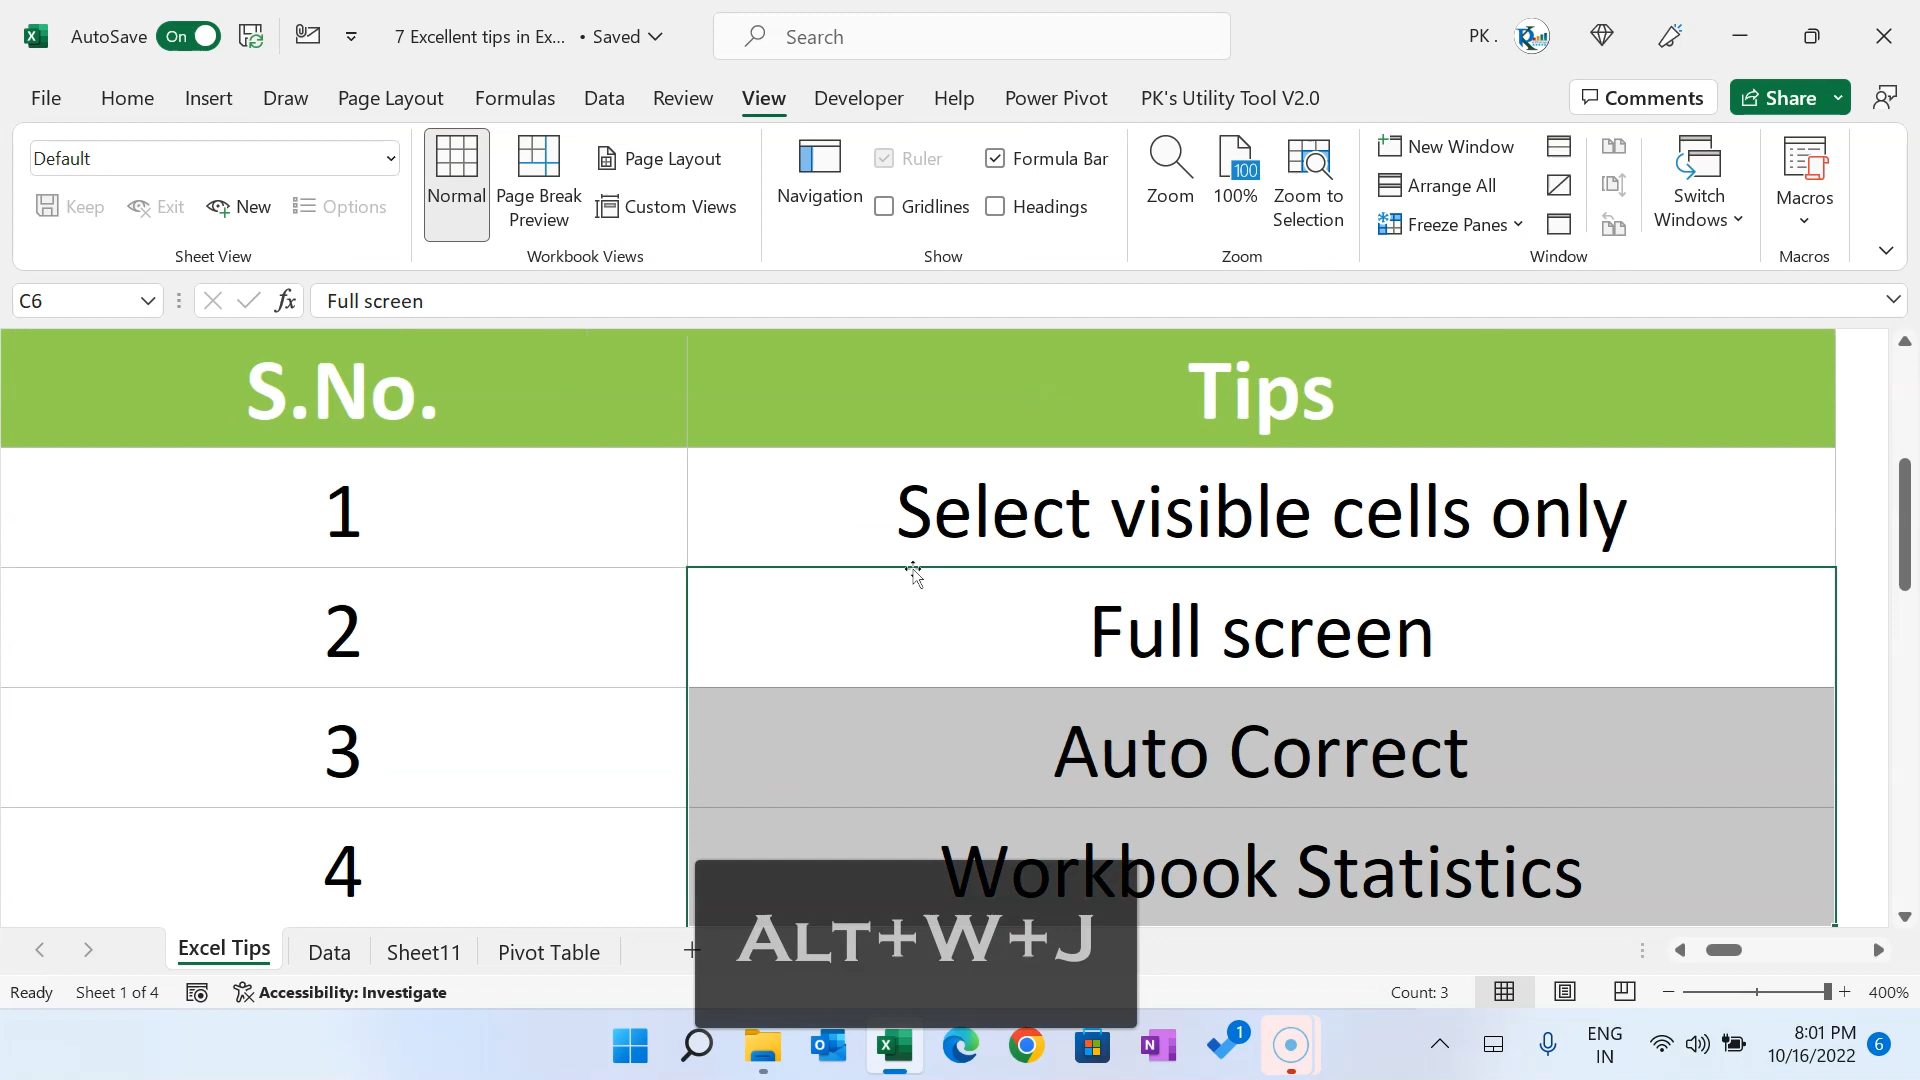 AutoSave On 7 Excellent tips in Ex... • Saved Search PK .
File Home Insert Draw Page Layout Formulas Data Review View Developer Help Power Pivot PK's Utility Tool V2.0 Comments Share
Default
Keep Exit New Options
Sheet View
Normal
Page Break
Preview
Page Layout
Custom Views
Workbook Views
Navigation
Ruler Formula Bar
Gridlines Headings
Show
Zoom
100
100%
Zoom to
Selection
Zoom
New Window
Arrange All
Freeze Panes
Switch
Windows
Window
Macros
Macros
C6 fx Full screen
S.No. Tips
1 Select visible cells only
2 Full screen
3 Auto Correct
4 Workbook Statistics
ALT+W+J
Excel Tips Data Sheet11 Pivot Table
Ready Sheet 1 of 4 Accessibility: Investigate Count: 3 400%
1
ENG
IN
8:01 PM
10/16/2022
6